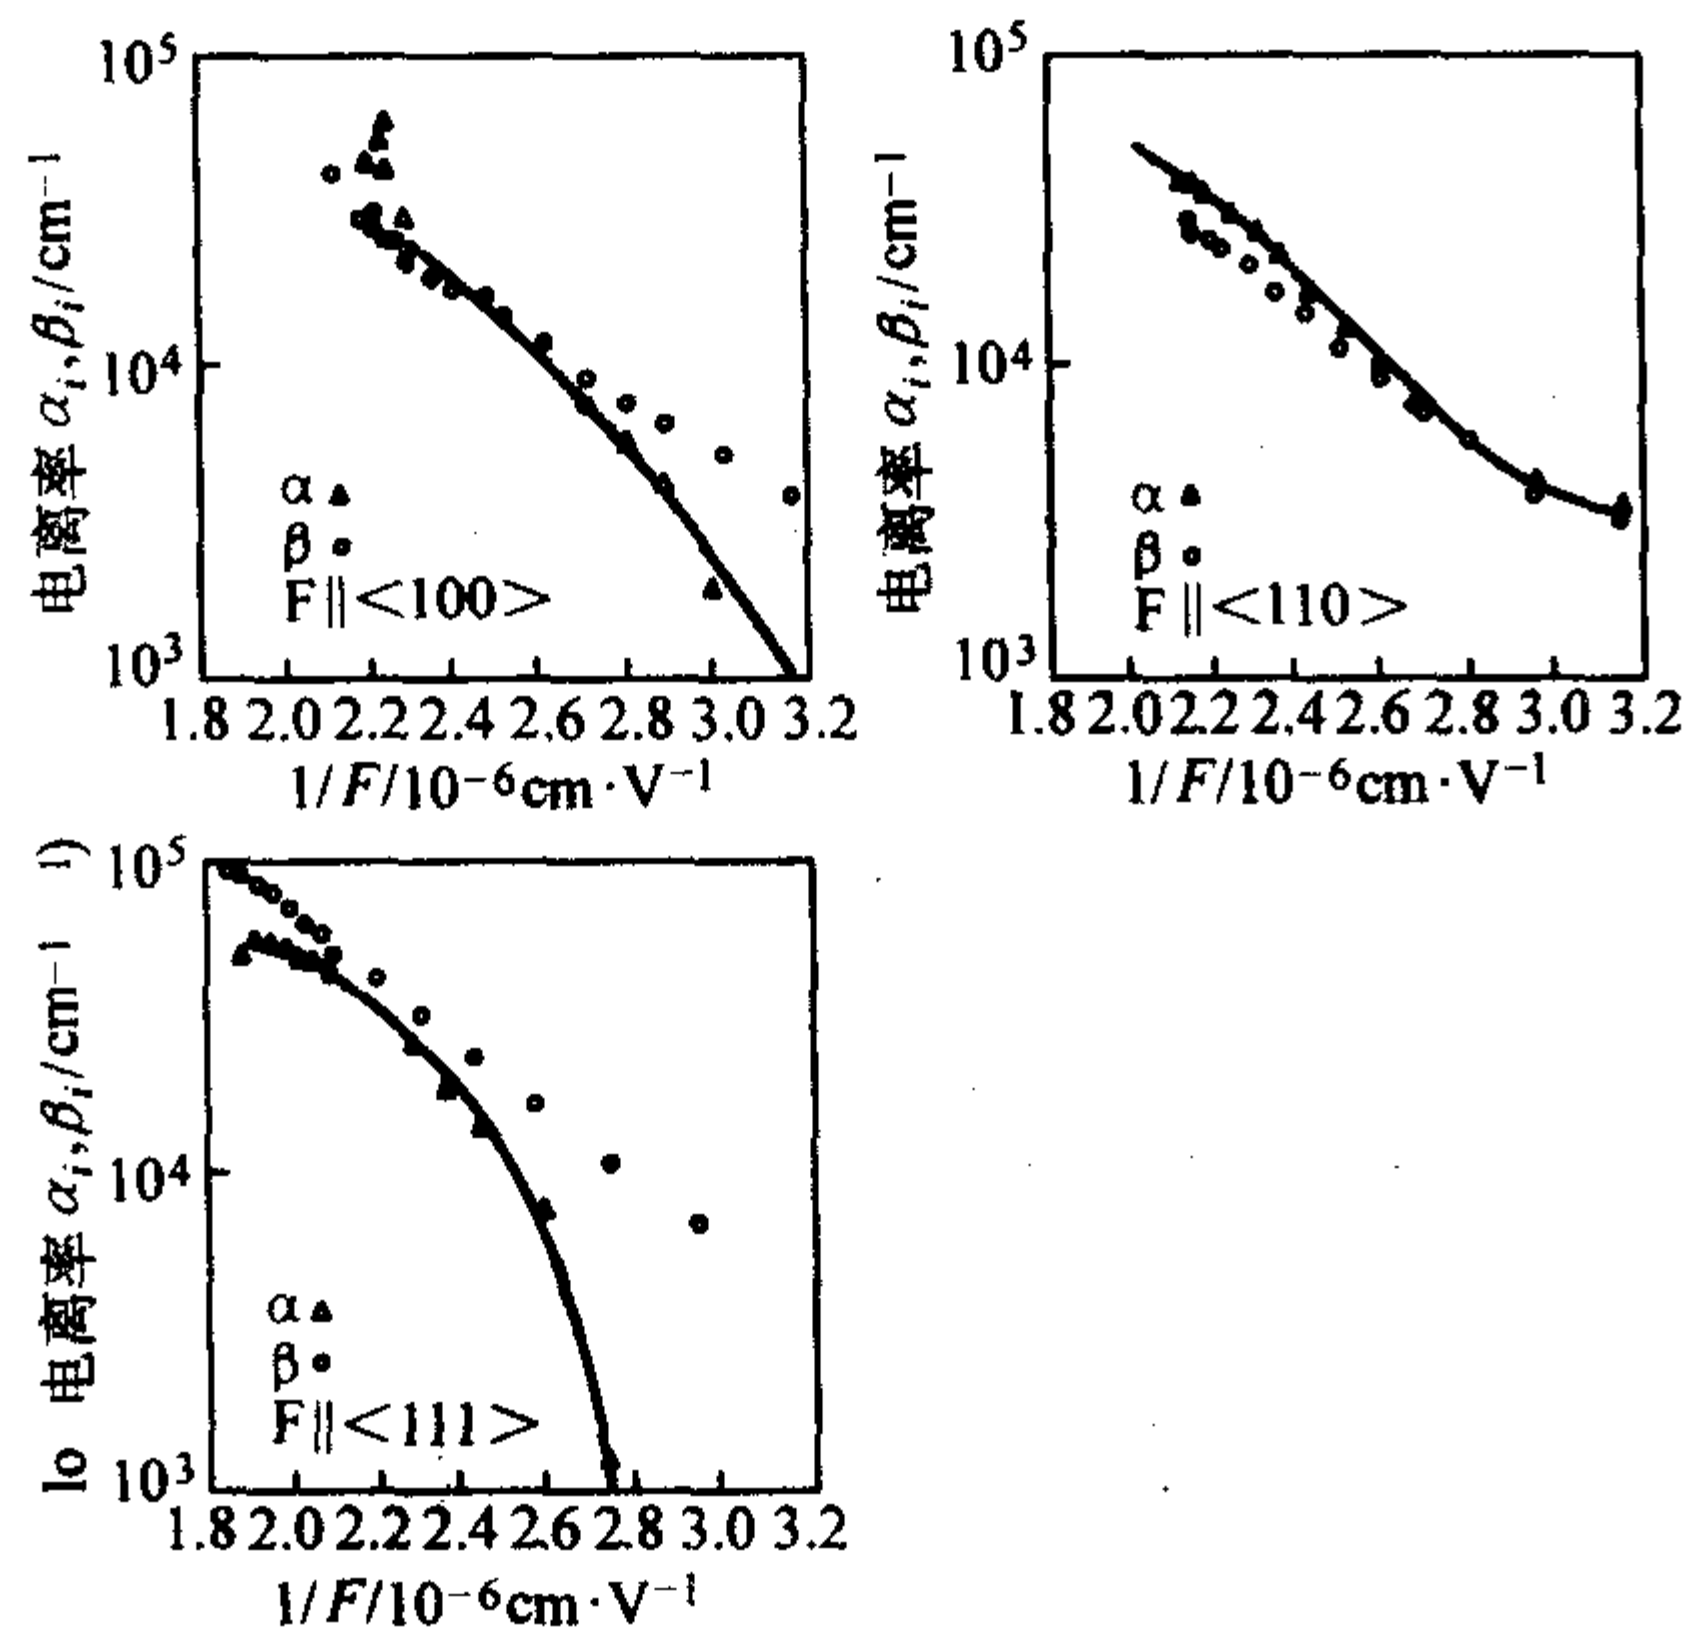 10⁵
10⁴
10³
电离率 αᵢ,βᵢ/cm⁻¹
α ▲
β ○
F∥<100>
1.8 2.0 2.2 2.4 2.6 2.8 3.0 3.2
1/F/10⁻⁶cm·V⁻¹
10⁵
10⁴
10³
电离率 αᵢ,βᵢ/cm⁻¹
α ▲
β ○
F∥<110>
1.8 2.0 2.2 2.4 2.6 2.8 3.0 3.2
1/F/10⁻⁶cm·V⁻¹
10⁵
10⁴
10³
lo 电离率 αᵢ,βᵢ/cm⁻¹ l)
α ▲
β ○
F∥<111>
1.8 2.0 2.2 2.4 2.6 2.8 3.0 3.2
1/F/10⁻⁶cm·V⁻¹